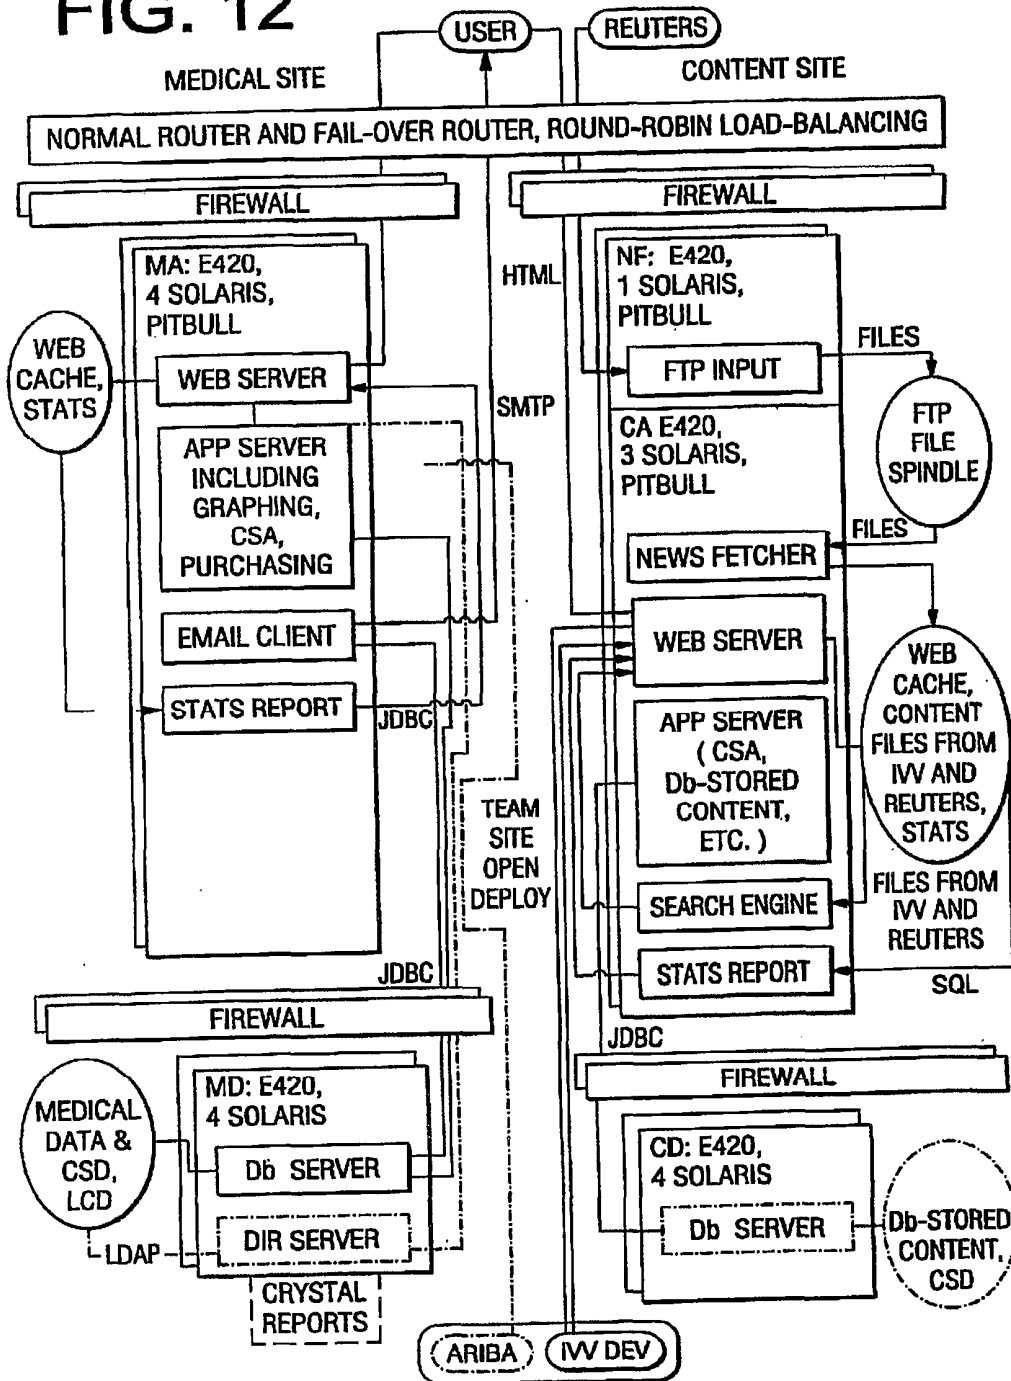 FIG. 12
USER
REUTERS
MEDICAL SITE
CONTENT SITE
NORMAL ROUTER AND FAIL-OVER ROUTER, ROUND-ROBIN LOAD-BALANCING
FIREWALL
FIREWALL
MA: E420,
4 SOLARIS,
PITBULL
WEB
CACHE,
STATS
WEB SERVER
APP SERVER
INCLUDING
GRAPHING,
CSA,
PURCHASING
EMAIL CLIENT
STATS REPORT
JDBC
HTML
SMTP
NF: E420,
1 SOLARIS,
PITBULL
FTP INPUT
FILES
FTP
FILE
SPINDLE
CA E420,
3 SOLARIS,
PITBULL
FILES
NEWS FETCHER
WEB SERVER
WEB
CACHE,
CONTENT
FILES FROM
IVV AND
REUTERS,
STATS
APP SERVER
( CSA,
Db-STORED
CONTENT,
ETC. )
TEAM
SITE
OPEN
DEPLOY
SEARCH ENGINE
FILES FROM
IVV AND
REUTERS
STATS REPORT
SQL
JDBC
FIREWALL
JDBC
FIREWALL
MEDICAL
DATA &
CSD,
LCD
MD: E420,
4 SOLARIS
Db SERVER
DIR SERVER
LDAP
CRYSTAL
REPORTS
CD: E420,
4 SOLARIS
Db SERVER
Db-STORED
CONTENT,
CSD
ARIBA
IVV DEV